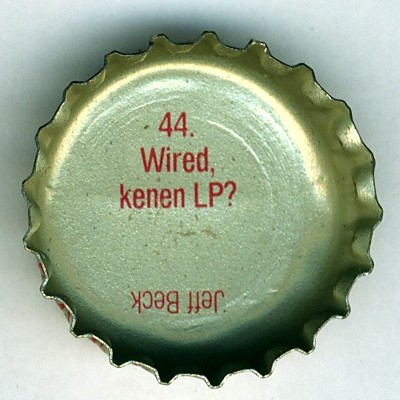 44.
Wired,
kenen LP?
Jeff Beck